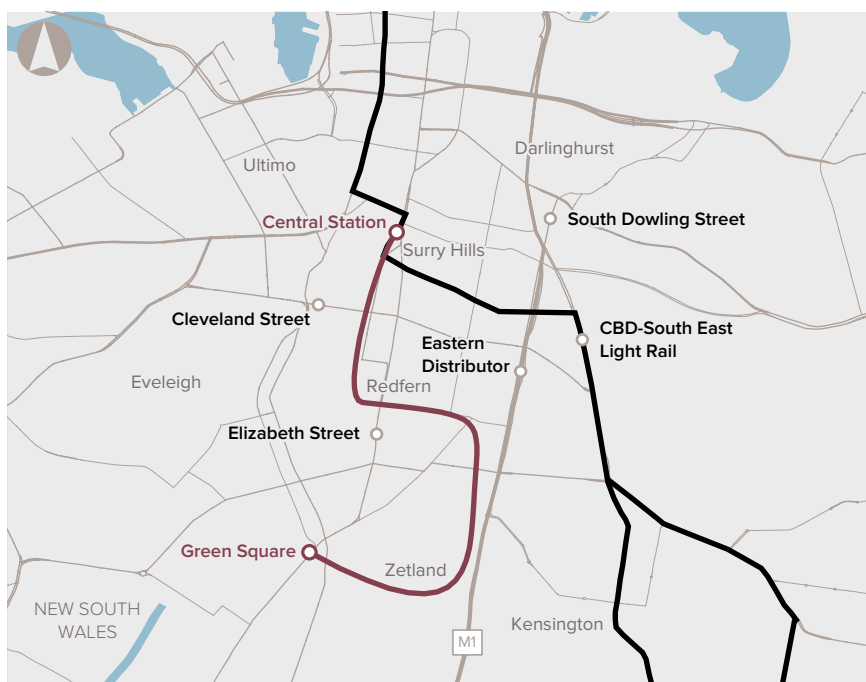 Darlinghurst
Ultimo
Central Station
South Dowling Street
Surry Hills
Cleveland Street
CBD-South East
Light Rail
Eastern
Distributor
Eveleigh
Redfern
Elizabeth Street
Green Square
Zetland
NEW SOUTH
WALES
Kensington
M1